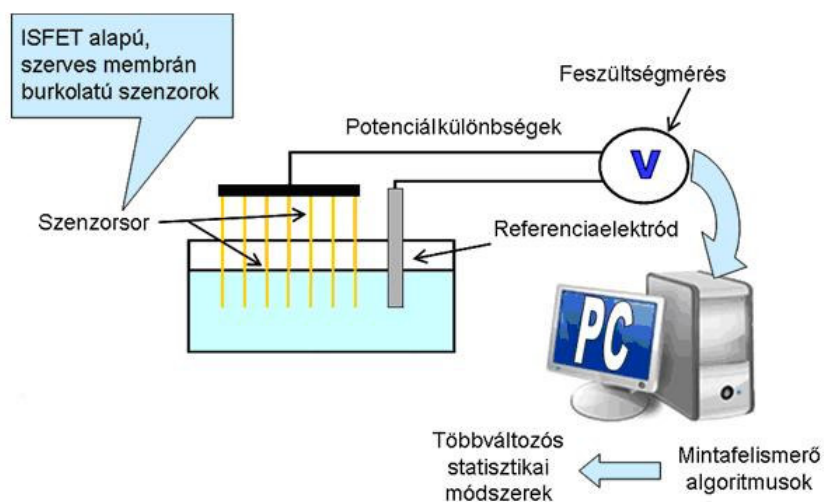 ISFET alapú,
szerves membrán
burkolatú szenzorok
Feszültségmérés
Potenciálkülönbségek
V
Szenzorsor
Referenciaelektród
PC
Többváltozós
statisztikai
módszerek
Mintafelismerő
algoritmusok